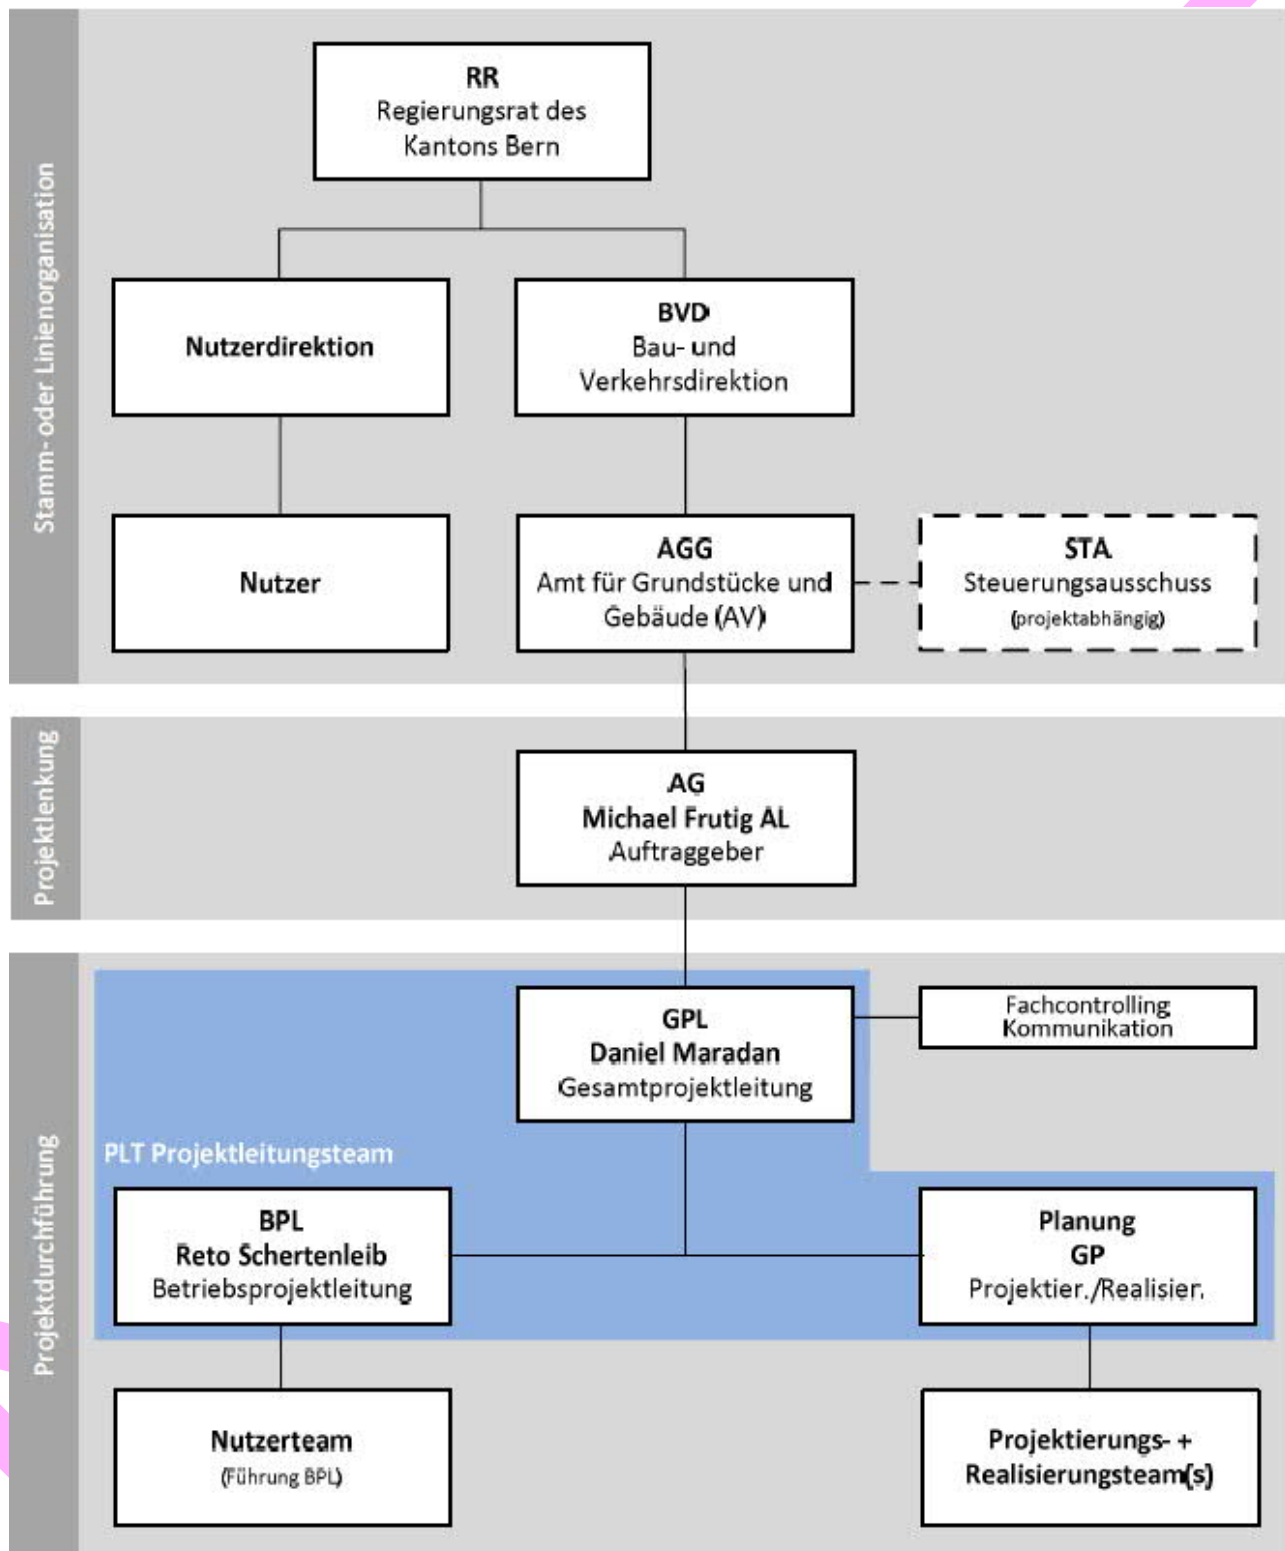 Stamm- oder Linienorganisation
RR
Regierungsrat des
Kantons Bern
Nutzerdirektion
BVD
Bau- und
Verkehrsdirektion
Nutzer
AGG
Amt für Grundstücke und
Gebäude (AV)
STA
Steuerungsausschuss
(projektabhängig)
Projektlenkung
AG
Michael Frutig AL
Auftraggeber
Projektdurchführung
GPL
Daniel Maradan
Gesamtprojektleitung
Fachcontrolling
Kommunikation
PLT Projektleitungsteam
BPL
Reto Schertenleib
Betriebsprojektleitung
Planung
GP
Projektier./Realisier.
Nutzerteam
(Führung BPL)
Projektierungs- +
Realisierungsteam(s)